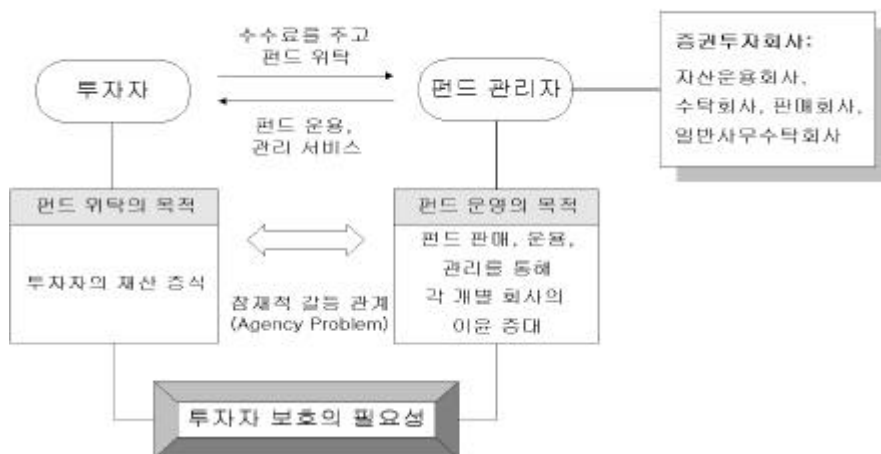 수수료를 주고
펀드 위탁
투자자
펀드 관리자
펀드 운용,
관리 서비스
증권투자회사:
자산운용회사,
수탁회사, 판매회사,
일반사무수탁회사
펀드 위탁의 목적
투자자의 재산 증식
잠재적 갈등 관계
(Agency Problem)
펀드 운영의 목적
펀드 판매, 운용,
관리를 통해
각 개별 회사의
이윤 증대
투자자 보호의 필요성